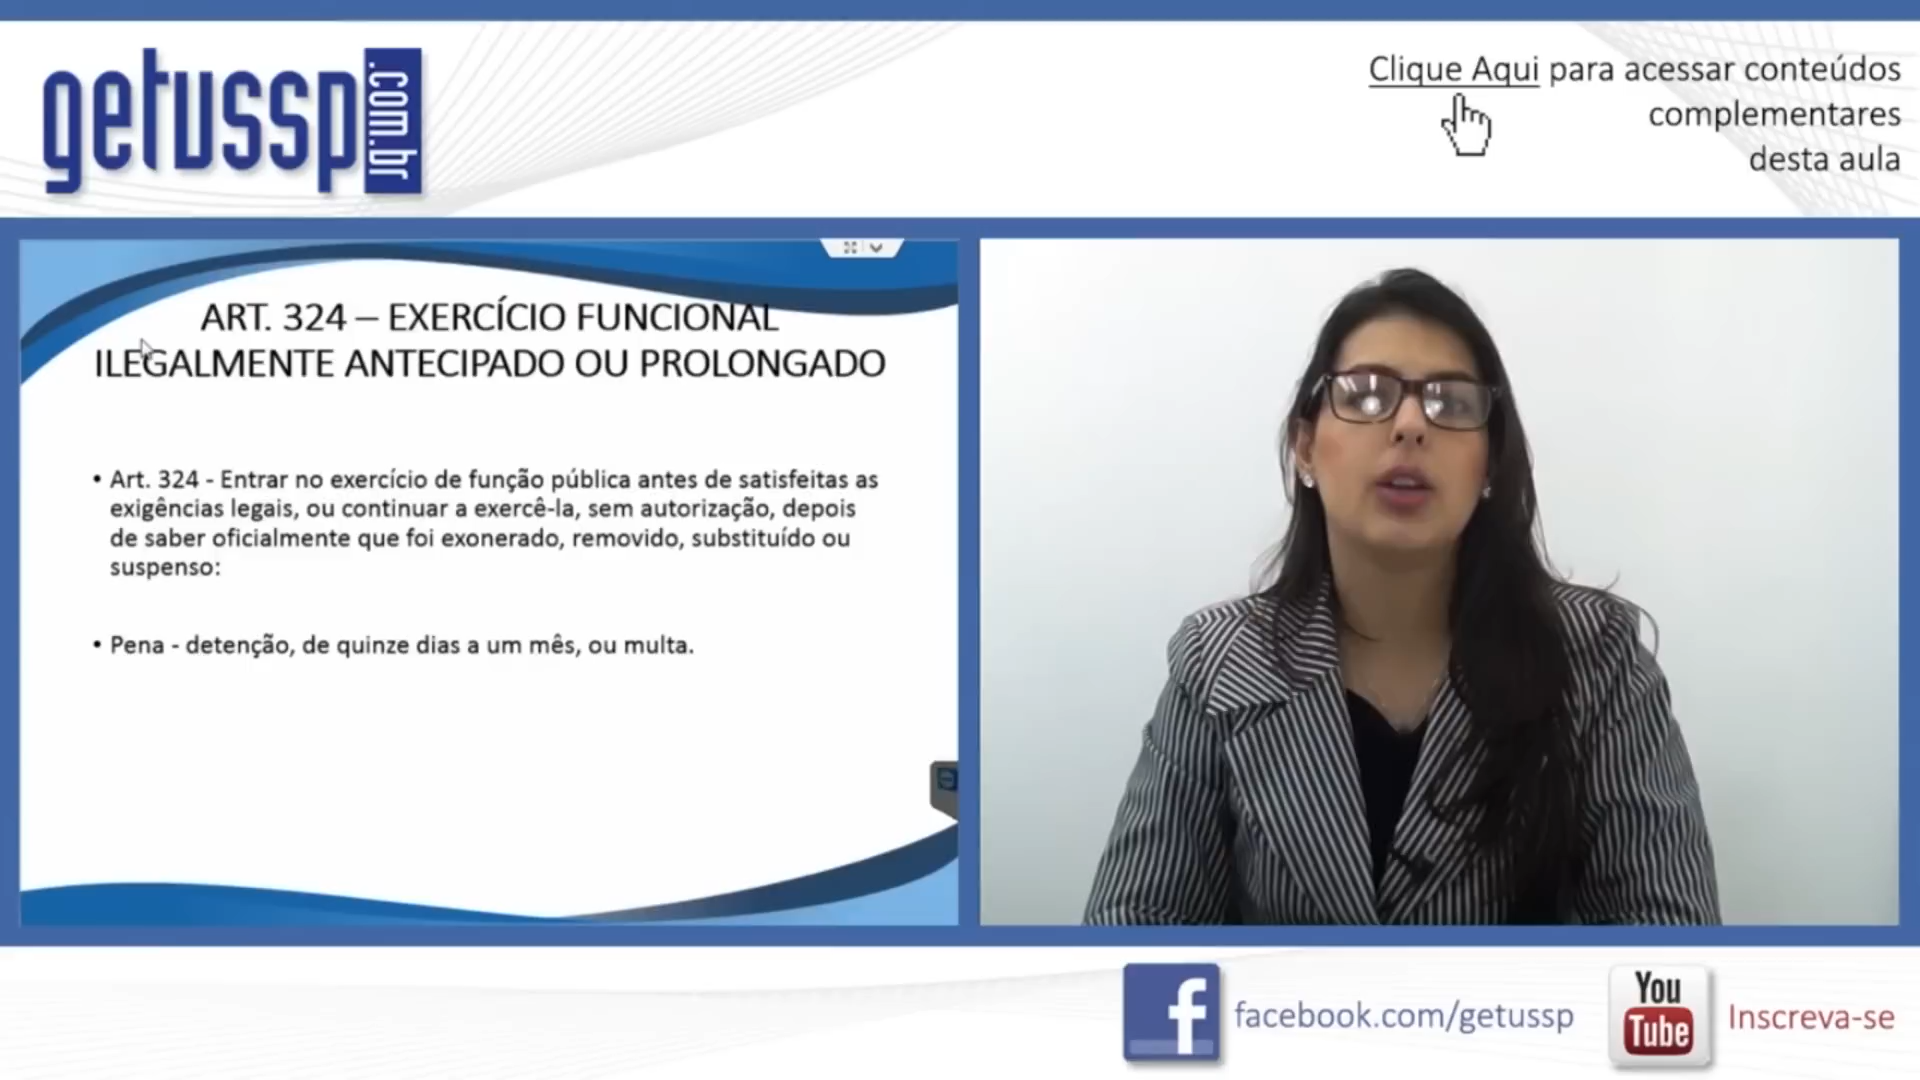 getussp.com.br
Clique Aqui para acessar conteúdos
complementares
desta aula
ART. 324 – EXERCÍCIO FUNCIONAL
ILEGALMENTE ANTECIPADO OU PROLONGADO
• Art. 324 - Entrar no exercício de função pública antes de satisfeitas as
exigências legais, ou continuar a exercê-la, sem autorização, depois
de saber oficialmente que foi exonerado, removido, substituído ou
suspenso:
• Pena - detenção, de quinze dias a um mês, ou multa.
f facebook.com/getussp
You
Tube
Inscreva-se